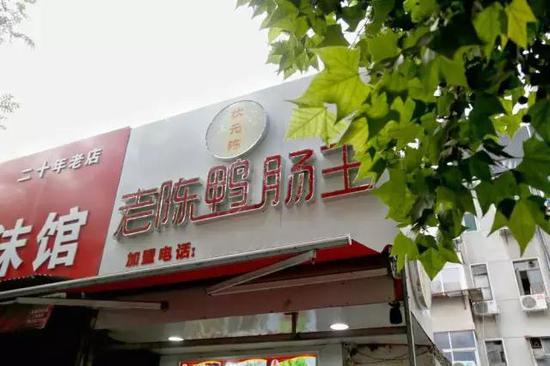 二十年老店
味馆
状元陈
老陈鸭肠王
加盟电话: